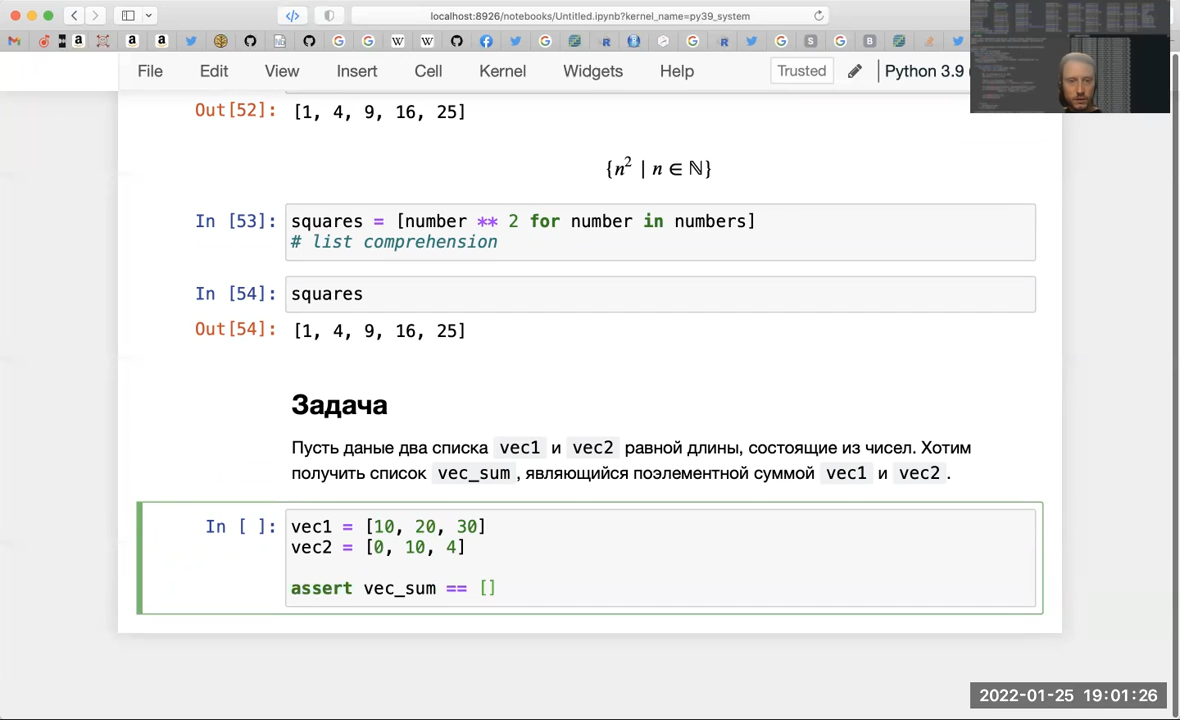 localhost:8926/notebooks/Untitled.ipynb?kernel_name=py39_system
File Edit View Insert Cell Kernel Widgets Help Trusted Python 3.9
Out[52]: [1, 4, 9, 16, 25]
{n² | n ∈ ℕ}
In [53]: squares = [number ** 2 for number in numbers]
# list comprehension
In [54]: squares
Out[54]: [1, 4, 9, 16, 25]
Задача
Пусть даные два списка vec1 и vec2 равной длины, состоящие из чисел. Хотим
получить список vec_sum, являющийся поэлементной суммой vec1 и vec2.
In [ ]: vec1 = [10, 20, 30]
vec2 = [0, 10, 4]
assert vec_sum == []
2022-01-25 19:01:26